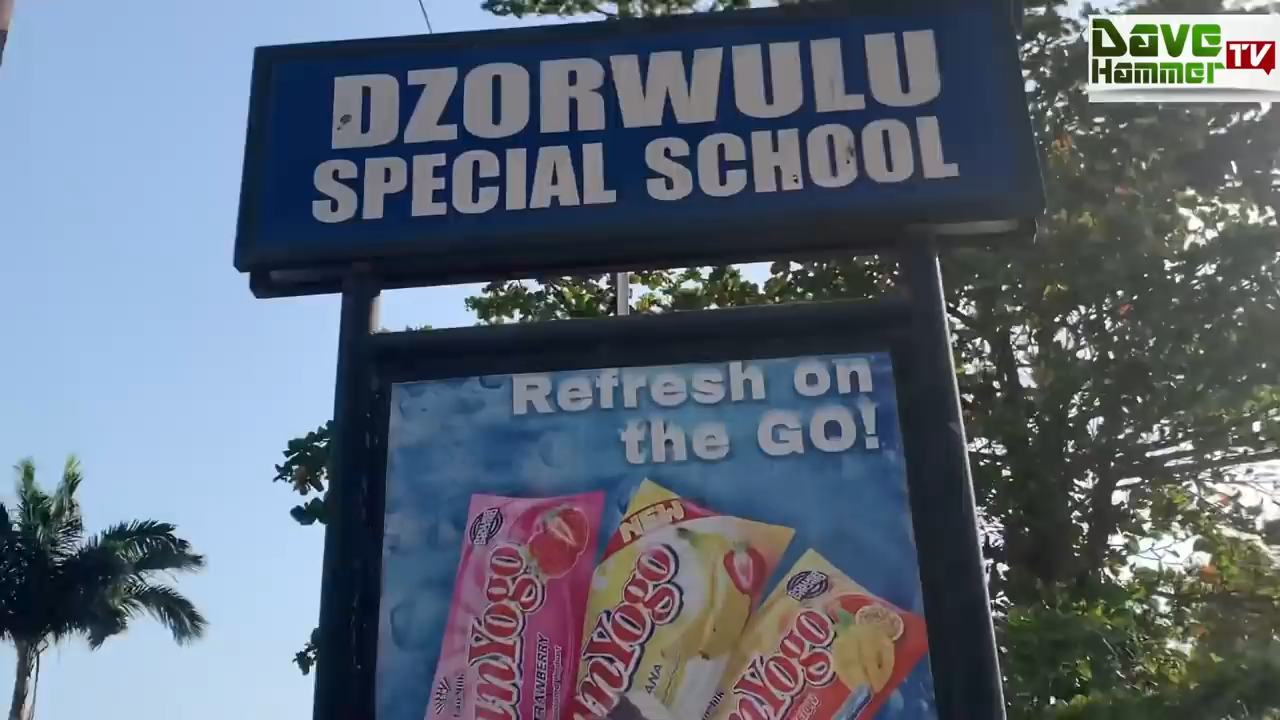 Dave
Hammer TV
DZORWULU
SPECIAL SCHOOL
Refresh on
the GO!
NEW